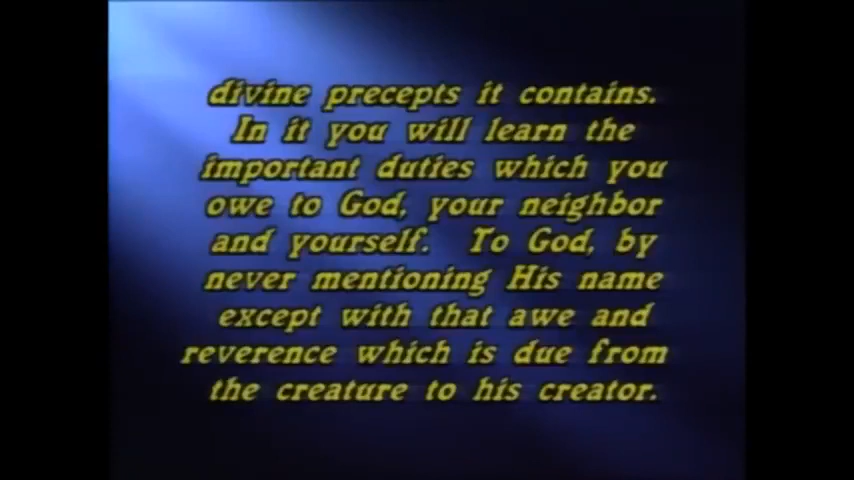 divine precepts it contains.
In it you will learn the
important duties which you
owe to God, your neighbor
and yourself. To God, by
never mentioning His name
except with that awe and
reverence which is due from
the creature to his creator.